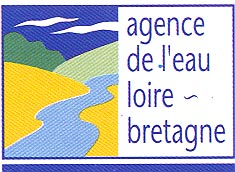 agence
de l'eau
loire ~
bretagne